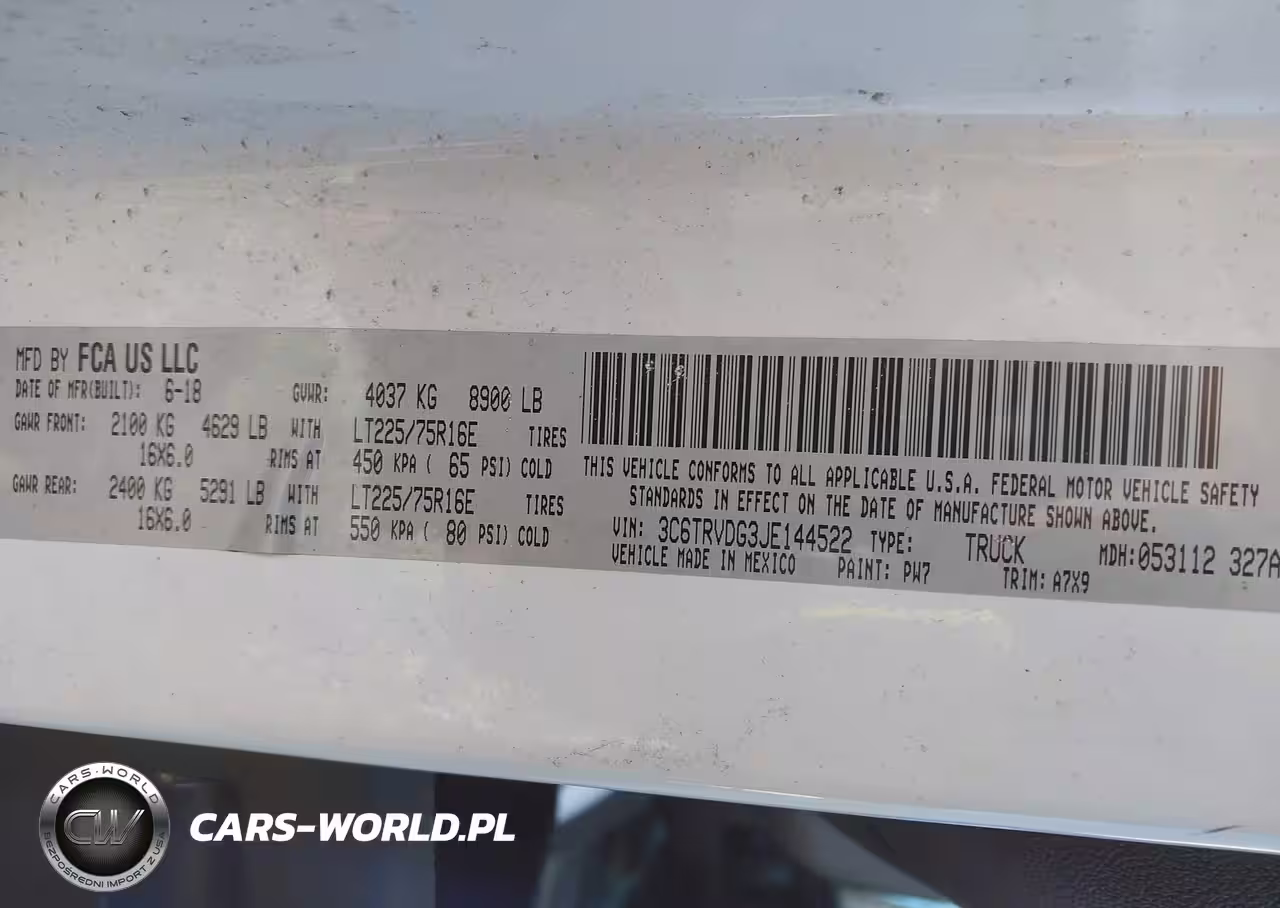 MFD BY FCA US LLC
DATE OF MFR(BUILT): 6-18 GVWR: 4037 KG 8900 LB
GAWR FRONT: 2100 KG 4629 LB WITH LT225/75R16E TIRES
16X6.0 RIMS AT 450 KPA ( 65 PSI) COLD
GAWR REAR: 2400 KG 5291 LB WITH LT225/75R16E TIRES
16X6.0 RIMS AT 550 KPA ( 80 PSI) COLD
THIS VEHICLE CONFORMS TO ALL APPLICABLE U.S.A. FEDERAL MOTOR VEHICLE SAFETY
STANDARDS IN EFFECT ON THE DATE OF MANUFACTURE SHOWN ABOVE.
VIN: 3C6TRVDG3JE144522 TYPE: TRUCK MDH:053112 327A
VEHICLE MADE IN MEXICO PAINT: PW7 TRIM: A7X9
CARS-WORLD
CW
BEZPOŚREDNI IMPORT Z USA
CARS-WORLD.PL